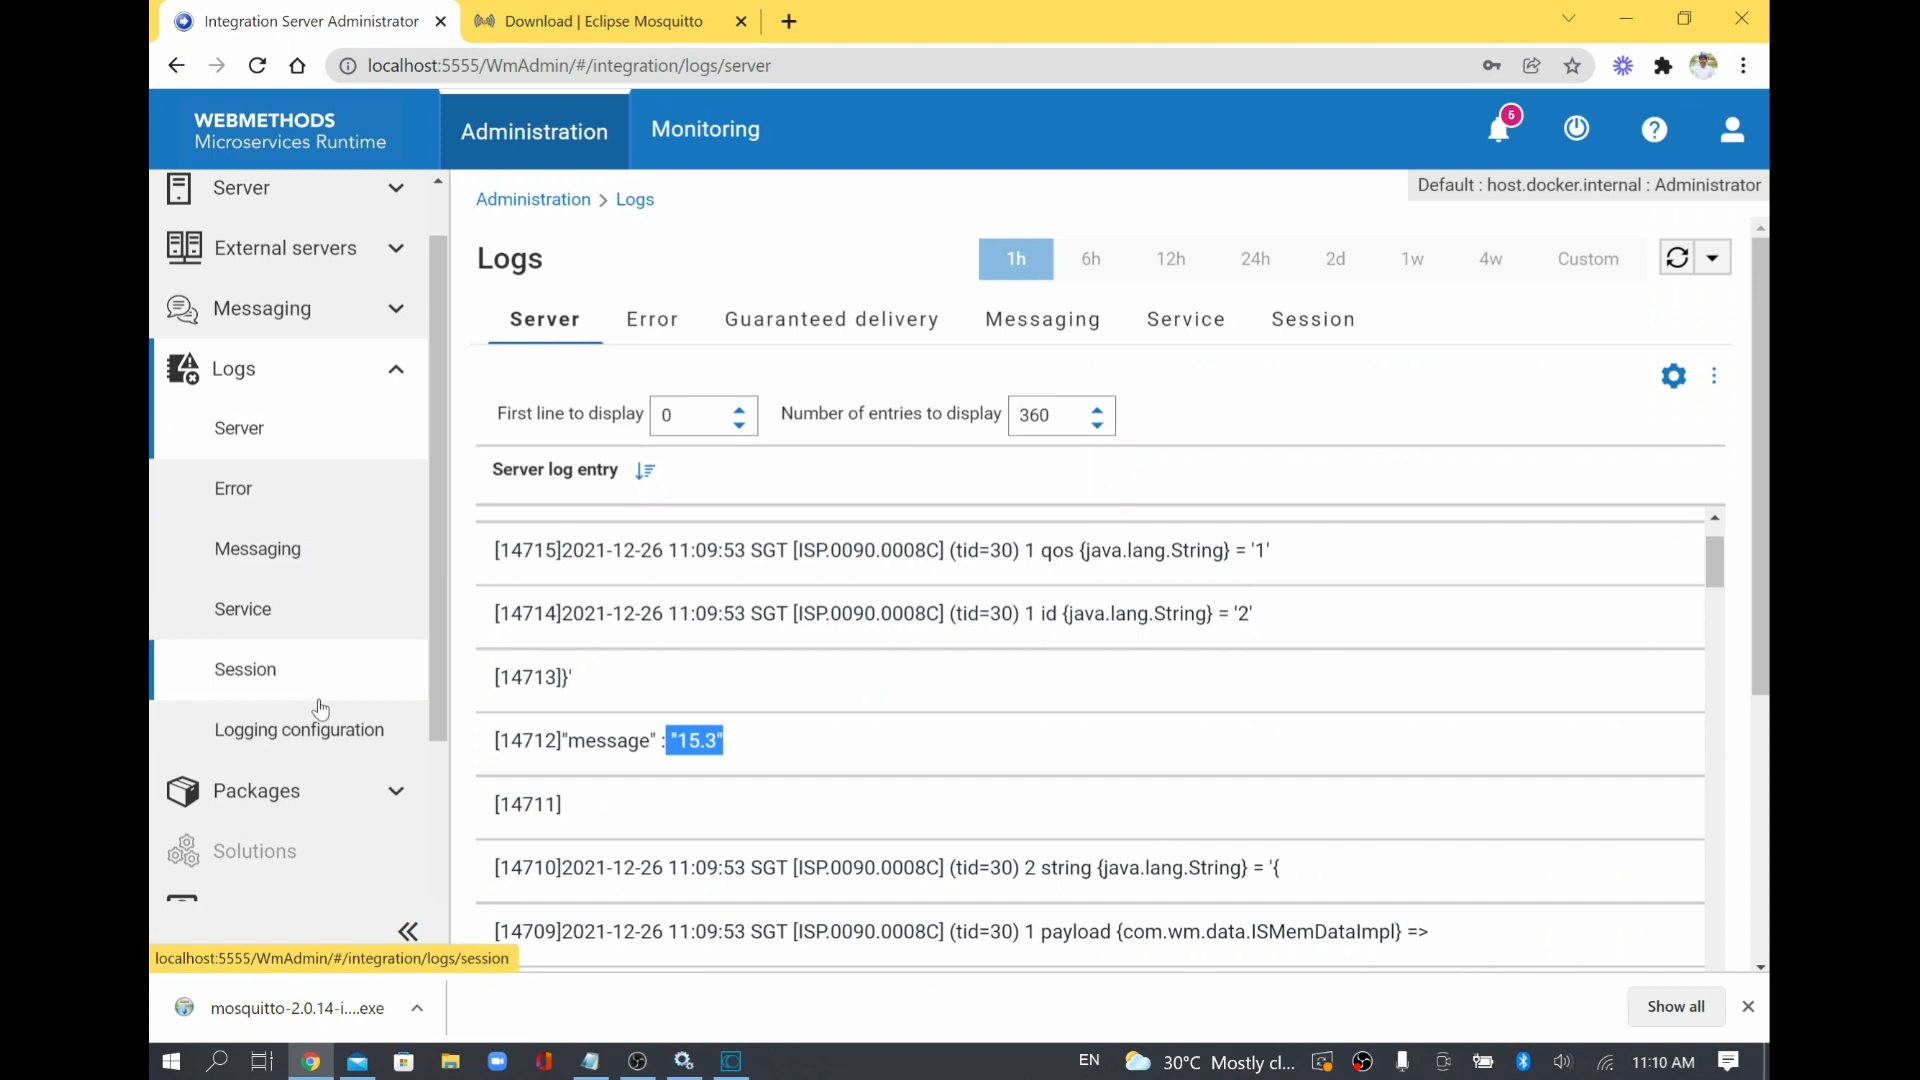 Integration Server Administrator
Download | Eclipse Mosquitto
localhost:5555/WmAdmin/#/integration/logs/server
WEBMETHODS
Microservices Runtime
Administration
Monitoring
5
Default : host.docker.internal : Administrator
Server
External servers
Messaging
Logs
Server
Error
Messaging
Service
Session
Logging configuration
Packages
Solutions
Administration > Logs
Logs
1h 6h 12h 24h 2d 1w 4w Custom
Server Error Guaranteed delivery Messaging Service Session
First line to display 0 Number of entries to display 360
Server log entry
[14715]2021-12-26 11:09:53 SGT [ISP.0090.0008C] (tid=30) 1 qos {java.lang.String} = '1'
[14714]2021-12-26 11:09:53 SGT [ISP.0090.0008C] (tid=30) 1 id {java.lang.String} = '2'
[14713]}'
[14712]"message" : "15.3"
[14711]
[14710]2021-12-26 11:09:53 SGT [ISP.0090.0008C] (tid=30) 2 string {java.lang.String} = '{
[14709]2021-12-26 11:09:53 SGT [ISP.0090.0008C] (tid=30) 1 payload {com.wm.data.ISMemDataImpl} =>
localhost:5555/WmAdmin/#/integration/logs/session
mosquitto-2.0.14-i....exe
Show all
EN
30°C Mostly cl...
11:10 AM